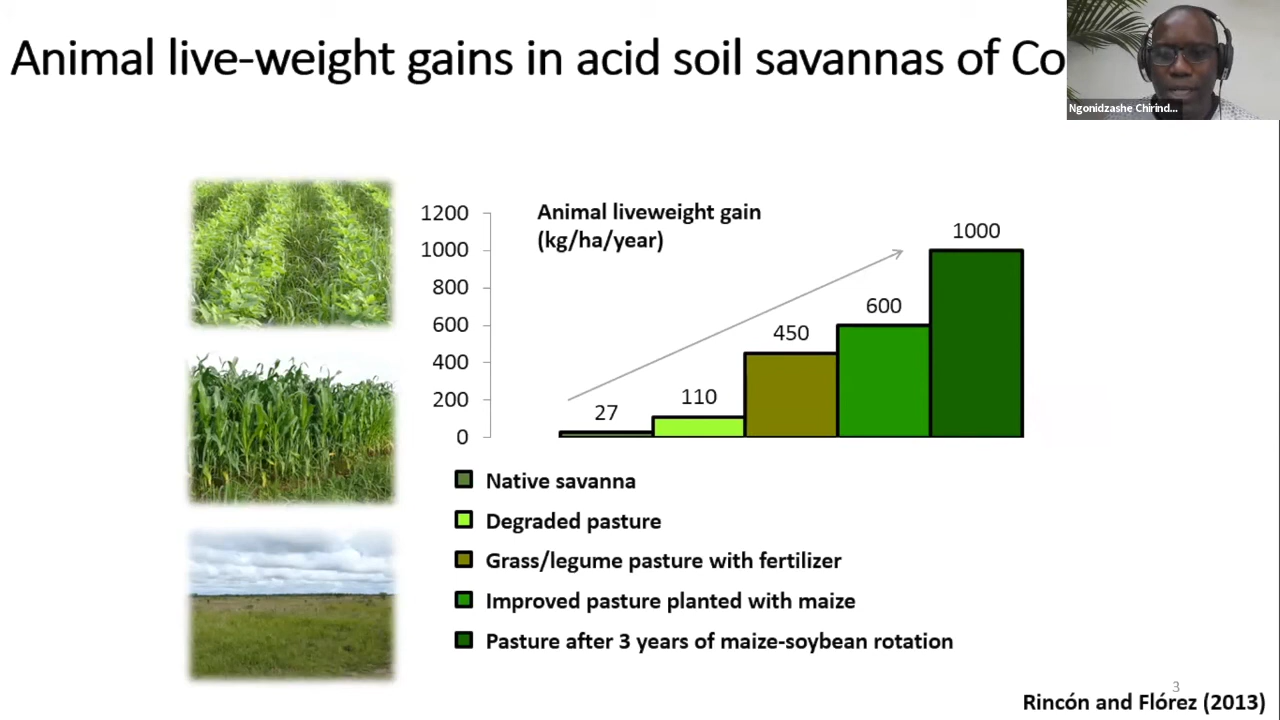 Animal live-weight gains in acid soil savannas of Co
Ngonidzashe Chirind...
Animal liveweight gain
(kg/ha/year)
1200
1000
800
600
400
200
0
27
110
450
600
1000
Native savanna
Degraded pasture
Grass/legume pasture with fertilizer
Improved pasture planted with maize
Pasture after 3 years of maize-soybean rotation
3
Rincón and Flórez (2013)